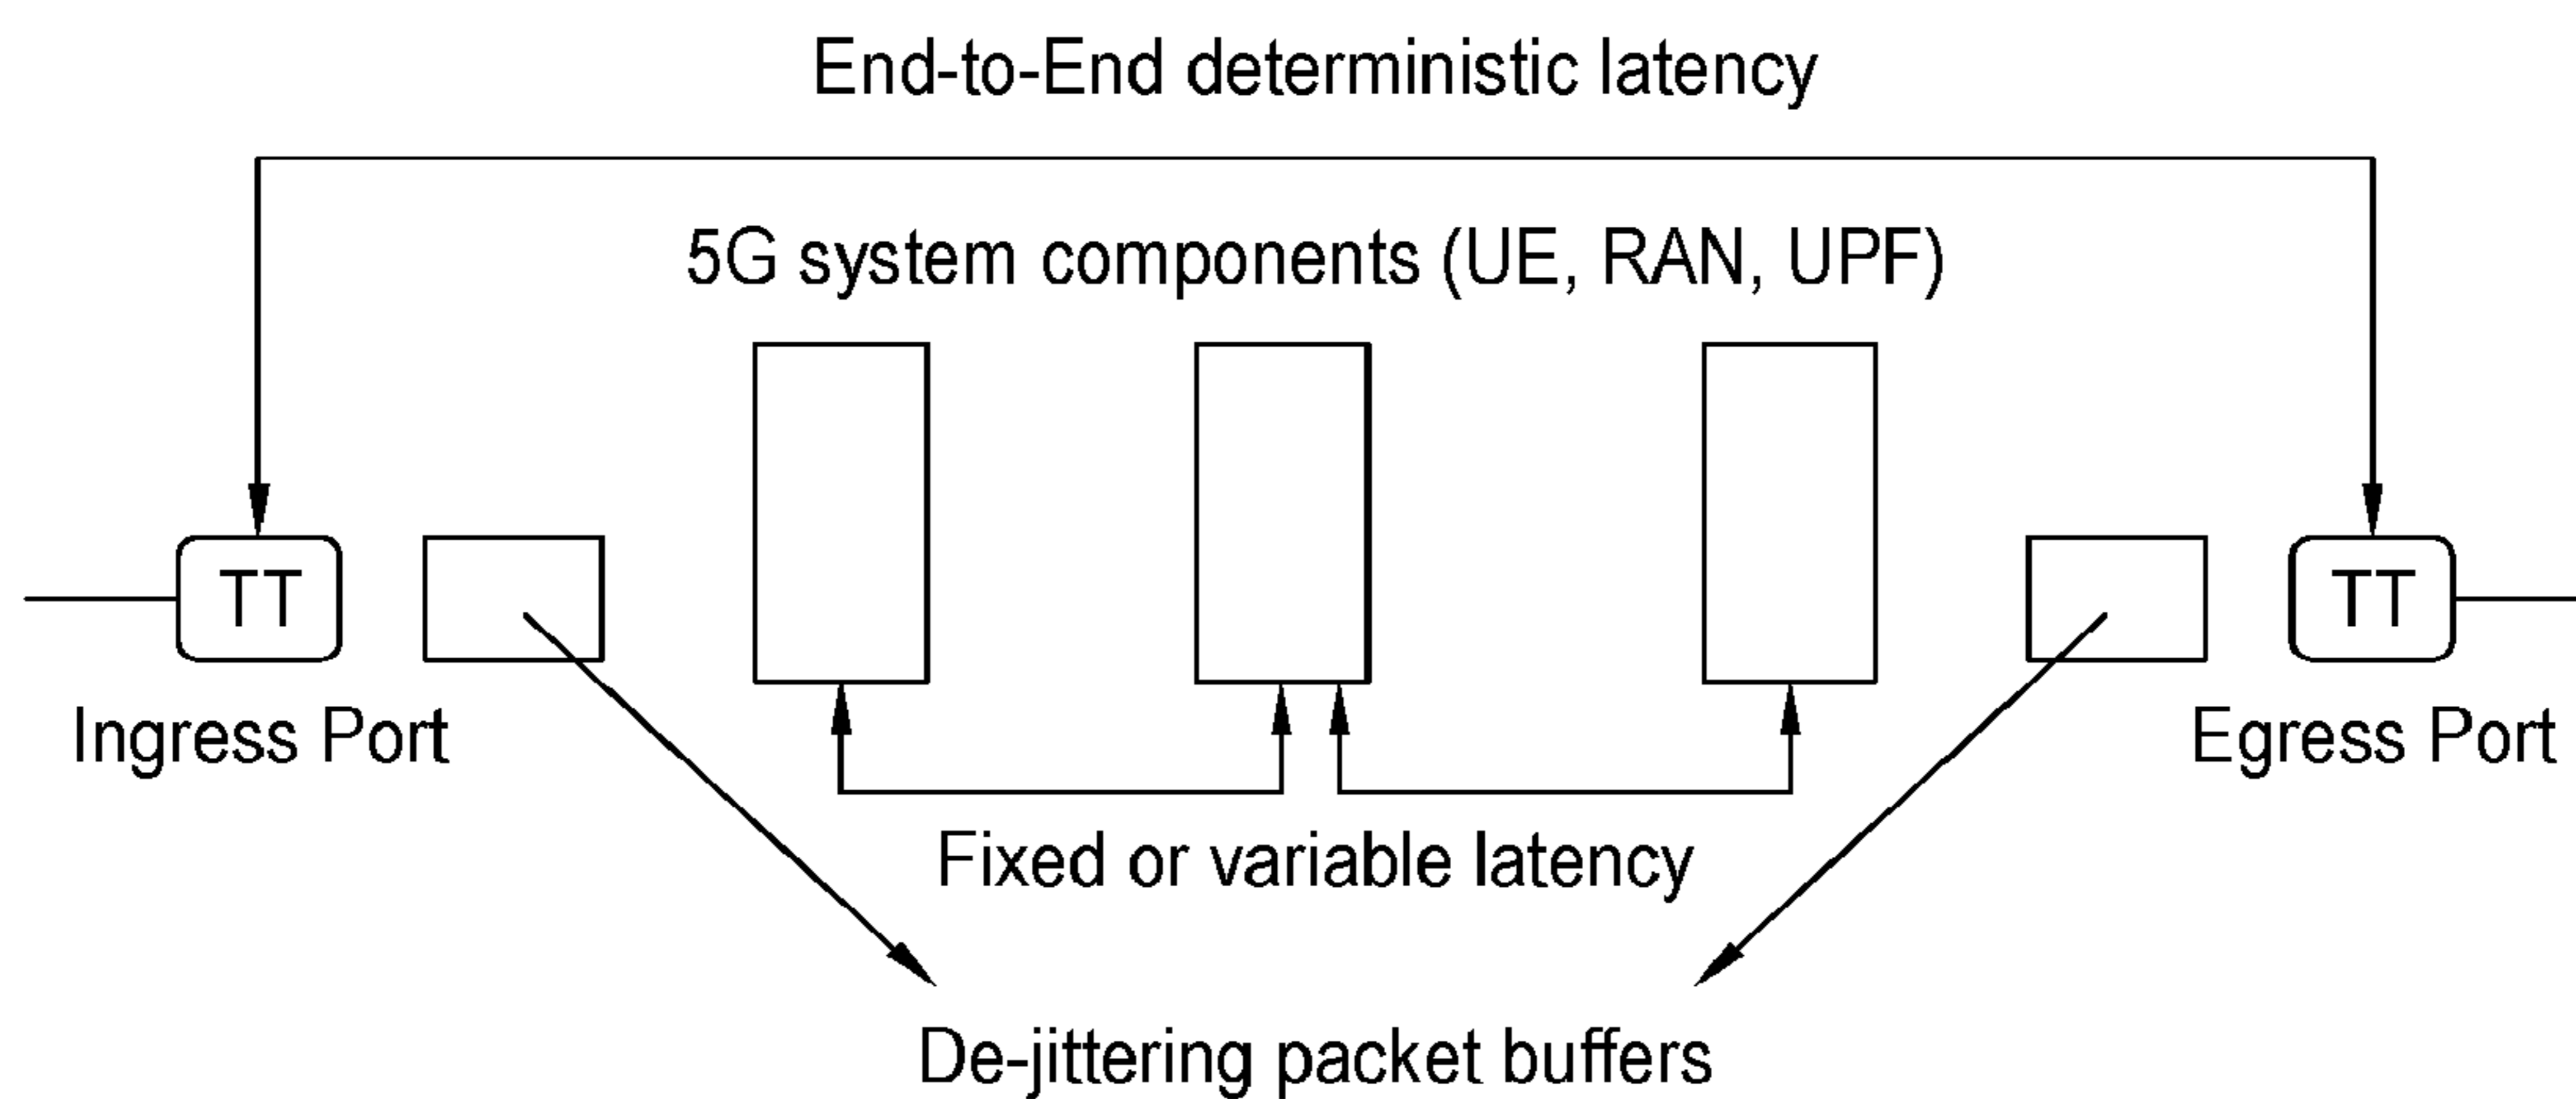 End-to-End deterministic latency
5G system components (UE, RAN, UPF)
TT
TT
Ingress Port
Egress Port
Fixed or variable latency
De-jittering packet buffers